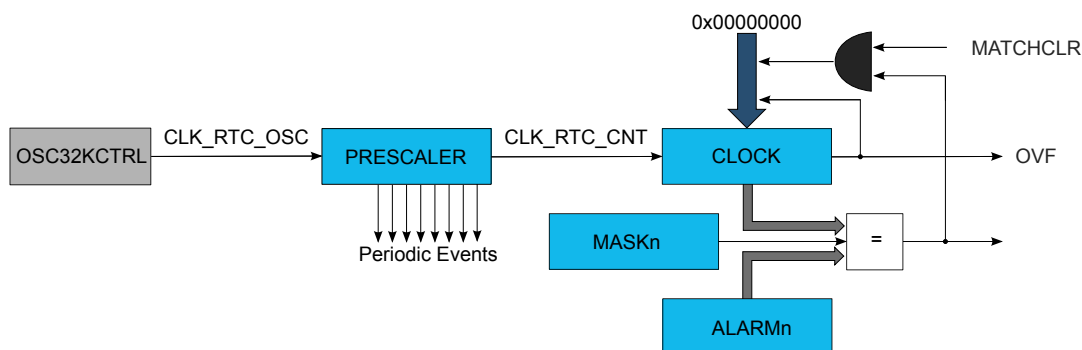 0x00000000
MATCHCLR
CLK_RTC_OSC
CLK_RTC_CNT
OSC32KCTRL
PRESCALER
CLOCK
OVF
Periodic Events
MASKn
=
ALARMn